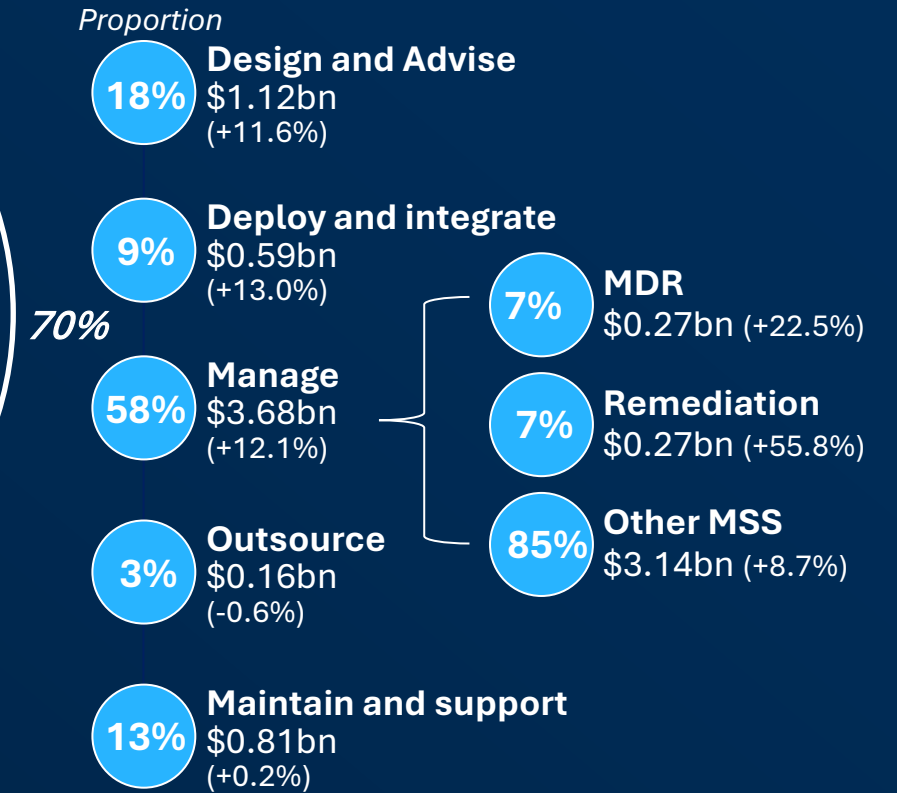 Proportion
18%
Design and Advise
$1.12bn
(+11.6%)
9%
Deploy and integrate
$0.59bn
(+13.0%)
70%
58%
Manage
$3.68bn
(+12.1%)
7%
MDR
$0.27bn (+22.5%)
7%
Remediation
$0.27bn (+55.8%)
85%
Other MSS
$3.14bn (+8.7%)
3%
Outsource
$0.16bn
(-0.6%)
13%
Maintain and support
$0.81bn
(+0.2%)